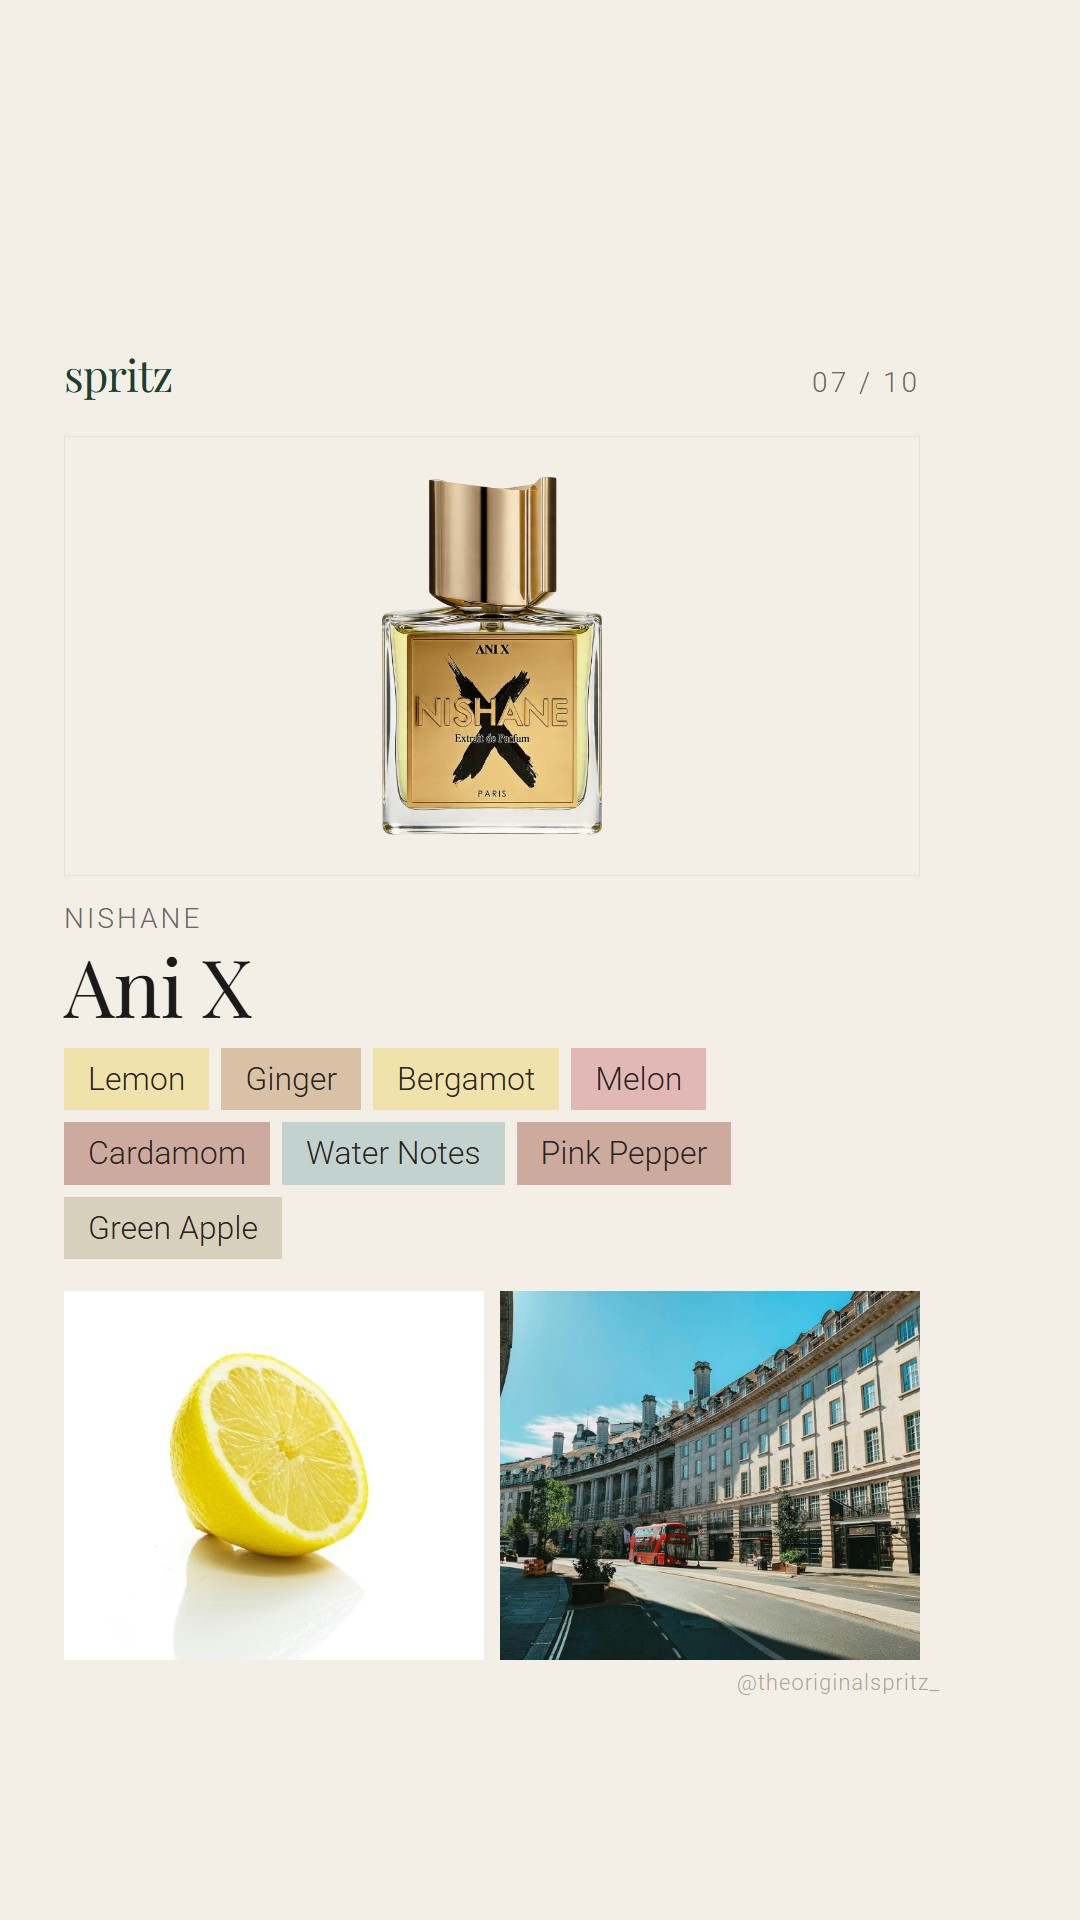 spritz
07 / 10
ANI X
NISHANE
Extrait de Parfum
PARIS
NISHANE
Ani X
Lemon Ginger Bergamot Melon
Cardamom Water Notes Pink Pepper
Green Apple
@theoriginalspritz_